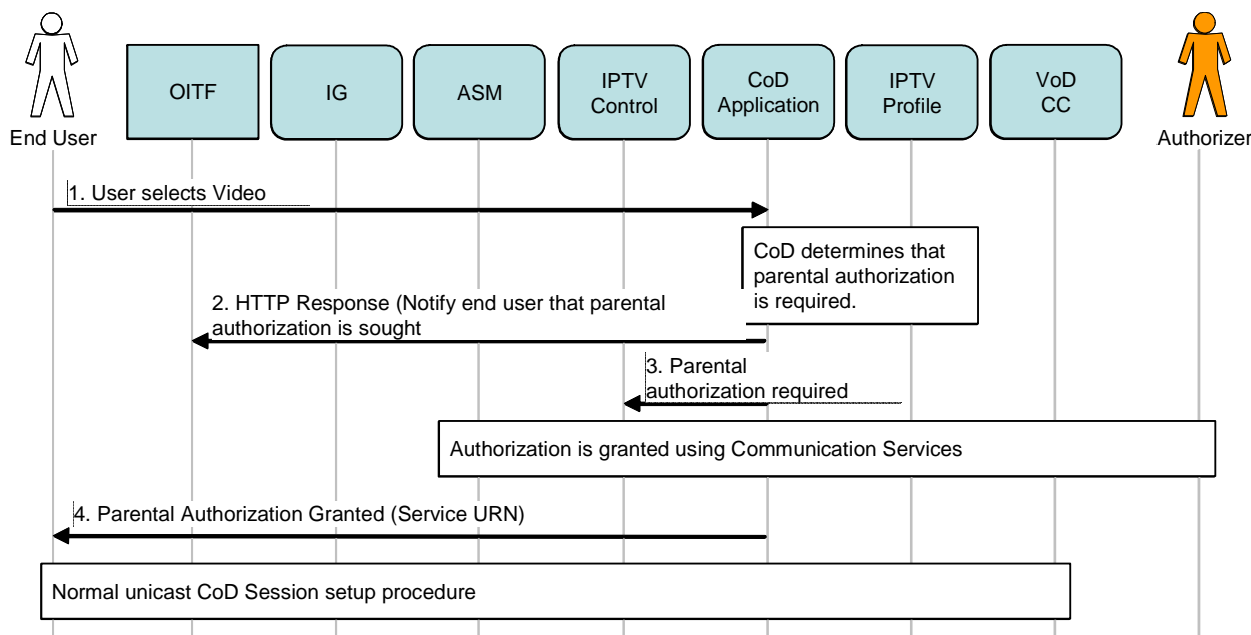 OITF
IG
ASM
IPTV
Control
CoD
Application
IPTV
Profile
VoD
CC
End User
Authorizer
1. User selects Video
CoD determines that
parental authorization
is required.
2. HTTP Response (Notify end user that parental
authorization is sought
3. Parental
authorization required
Authorization is granted using Communication Services
4. Parental Authorization Granted (Service URN)
Normal unicast CoD Session setup procedure